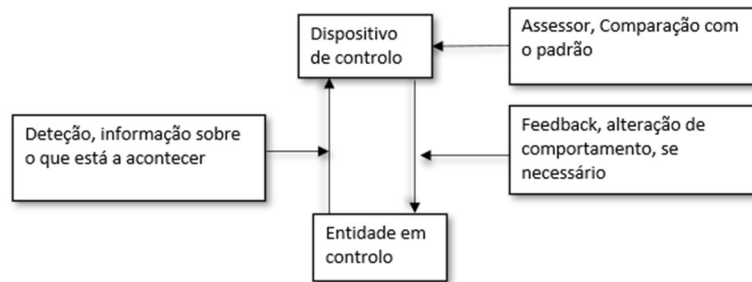 Dispositivo
de controlo
Assessor, Comparação com
o padrão
Deteção, informação sobre
o que está a acontecer
Feedback, alteração de
comportamento, se
necessário
Entidade em
controlo